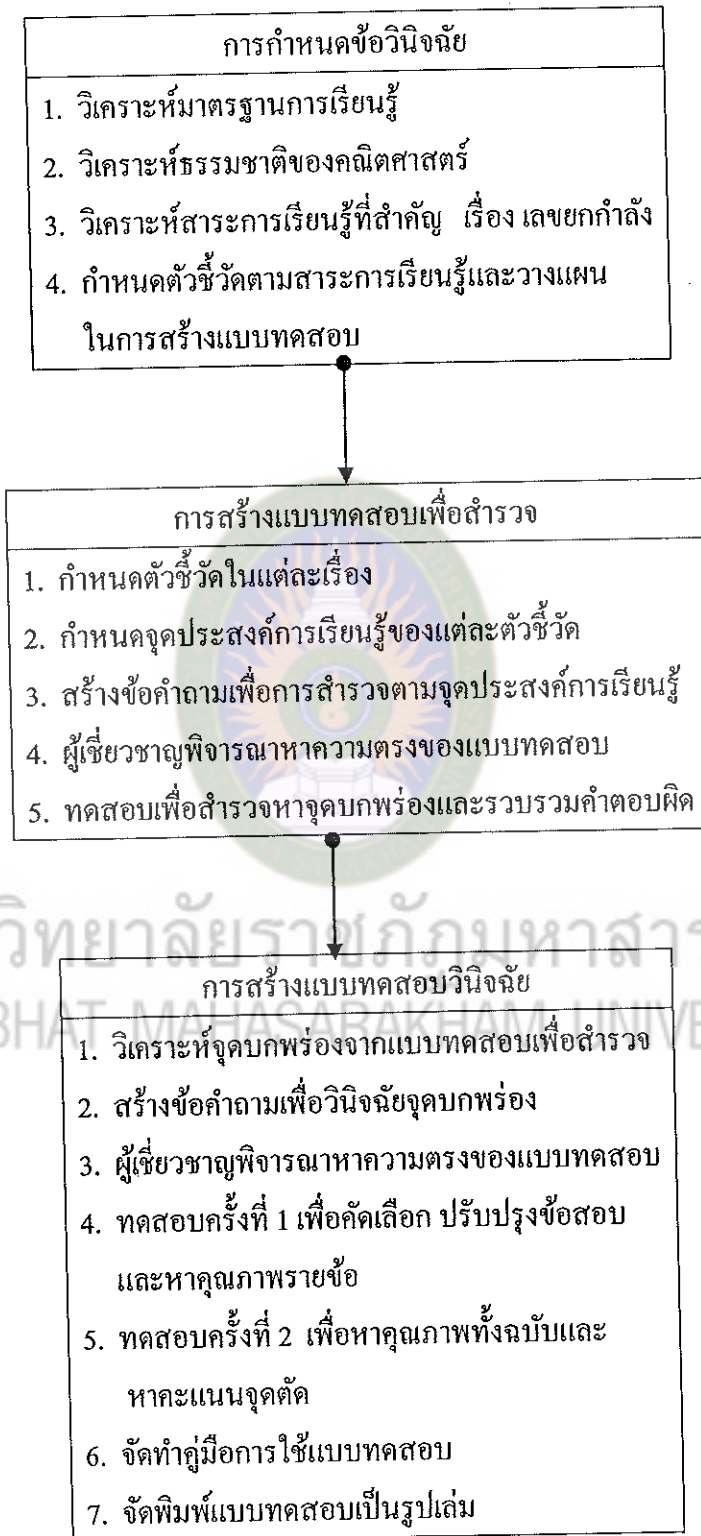 การกำหนดข้อวินิจฉัย
1. วิเคราะห์มาตรฐานการเรียนรู้
2. วิเคราะห์ธรรมชาติของคณิตศาสตร์
3. วิเคราะห์สาระการเรียนรู้ที่สำคัญ เรื่อง เลขยกกำลัง
4. กำหนดตัวชี้วัดตามสาระการเรียนรู้และวางแผน
ในการสร้างแบบทดสอบ
การสร้างแบบทดสอบเพื่อสำรวจ
1. กำหนดตัวชี้วัดในแต่ละเรื่อง
2. กำหนดจุดประสงค์การเรียนรู้ของแต่ละตัวชี้วัด
3. สร้างข้อคำถามเพื่อการสำรวจตามจุดประสงค์การเรียนรู้
4. ผู้เชี่ยวชาญพิจารณาหาความตรงของแบบทดสอบ
5. ทดสอบเพื่อสำรวจหาจุดบกพร่องและรวบรวมคำตอบผิด
วิทยาลัยราชภัฏมหาสาร
การสร้างแบบทดสอบวินิจฉัย
BHAT MAHASARAKHAM UNIVE
1. วิเคราะห์จุดบกพร่องจากแบบทดสอบเพื่อสำรวจ
2. สร้างข้อคำถามเพื่อวินิจฉัยจุดบกพร่อง
3. ผู้เชี่ยวชาญพิจารณาหาความตรงของแบบทดสอบ
4. ทดสอบครั้งที่ 1 เพื่อคัดเลือก ปรับปรุงข้อสอบ
และหาคุณภาพรายข้อ
5. ทดสอบครั้งที่ 2 เพื่อหาคุณภาพทั้งฉบับและ
หาคะแนนจุดตัด
6. จัดทำคู่มือการใช้แบบทดสอบ
7. จัดพิมพ์แบบทดสอบเป็นรูปเล่ม